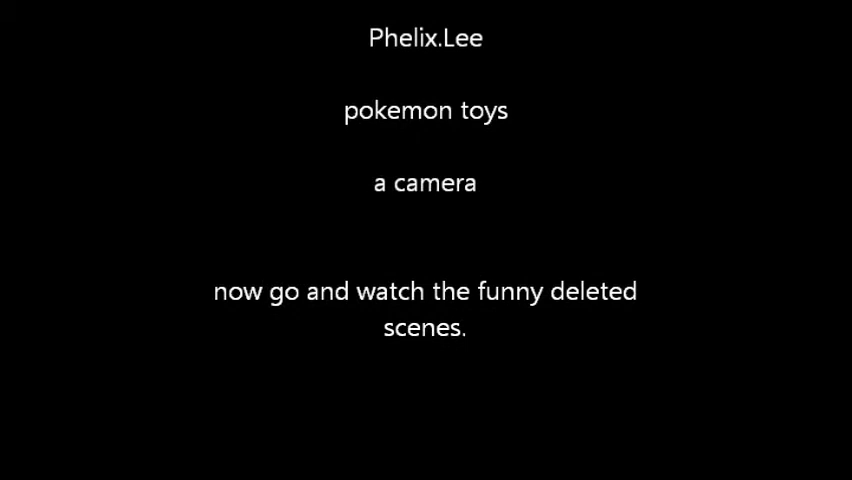 Phelix.Lee
pokemon toys
a camera
now go and watch the funny deleted
scenes.